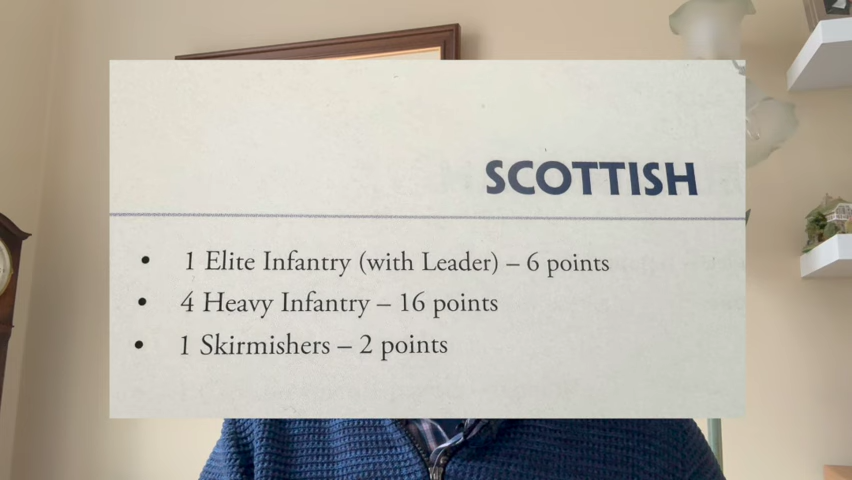 SCOTTISH
• 1 Elite Infantry (with Leader) – 6 points
• 4 Heavy Infantry – 16 points
• 1 Skirmishers – 2 points